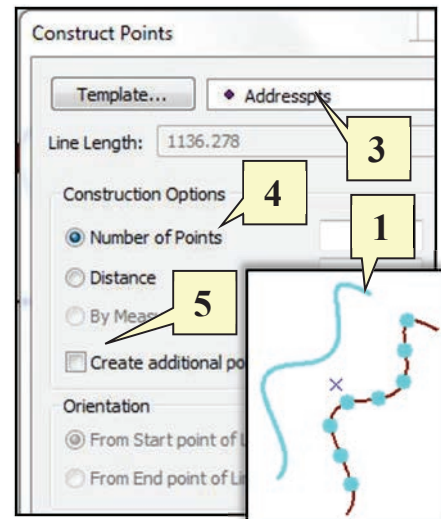 Construct Points
Template... Addresspts
Line Length: 1136.278
3
Construction Options
4
Number of Points
1
Distance
5
By Meas
Create additional po
Orientation
From Start point of L
From End point of Li